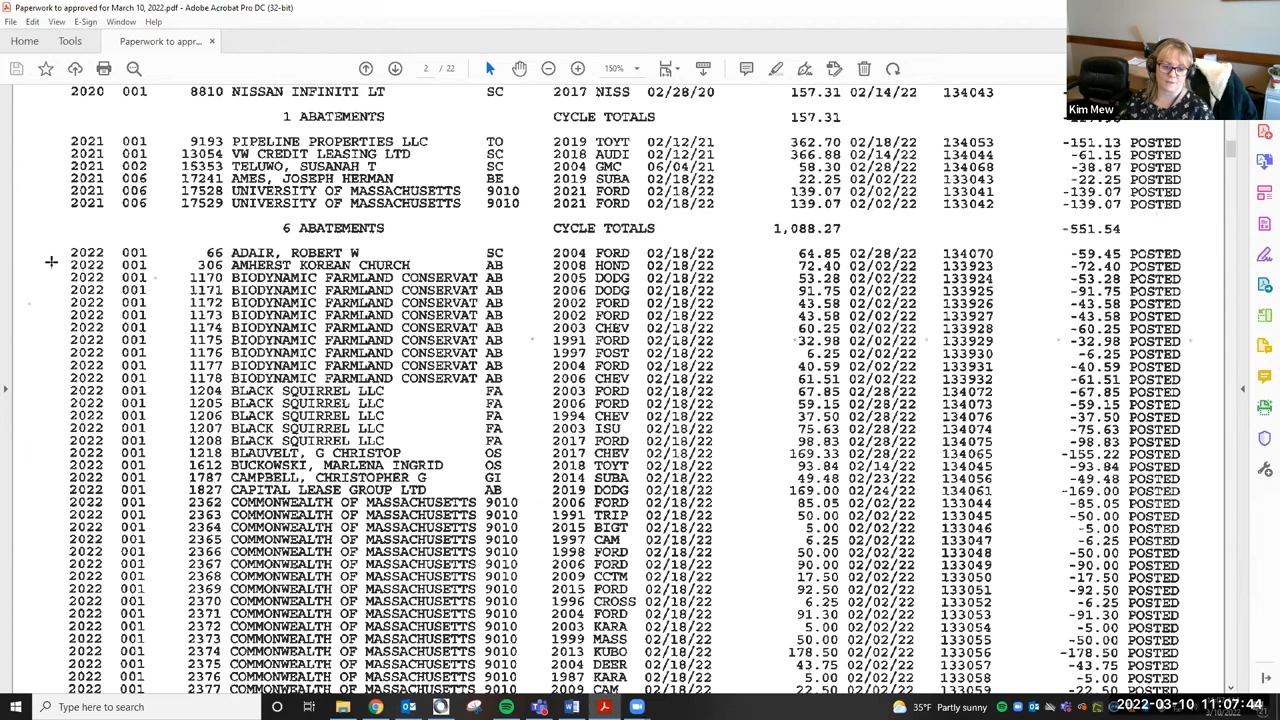 Paperwork to approved for March 10, 2022.pdf - Adobe Acrobat Pro DC (32-bit)
File Edit View E-Sign Window Help
Home Tools Paperwork to appr... ×
2 / 22 150%
Kim Mew
2020 001 8810 NISSAN INFINITI LT SC 2017 NISS 02/28/20 157.31 02/14/22 134043
1 ABATEMENTS CYCLE TOTALS 157.31
2021 001 9193 PIPELINE PROPERTIES LLC TO 2019 TOYT 02/12/21 362.70 02/18/22 134053 -151.13 POSTED
2021 001 13054 VW CREDIT LEASING LTD SC 2018 AUDI 02/12/21 366.88 02/14/22 134044 -61.15 POSTED
2021 002 15353 TELUWO, SUSANAH T SC 2004 GMC 06/04/21 58.30 02/28/22 134068 -38.87 POSTED
2021 006 17241 AMES, JOSEPH HERMAN BE 2019 SUBA 02/18/22 22.25 02/03/22 133043 -22.25 POSTED
2021 006 17528 UNIVERSITY OF MASSACHUSETTS 9010 2021 FORD 02/18/22 139.07 02/02/22 133041 -139.07 POSTED
2021 006 17529 UNIVERSITY OF MASSACHUSETTS 9010 2021 FORD 02/18/22 139.07 02/02/22 133042 -139.07 POSTED
6 ABATEMENTS CYCLE TOTALS 1,088.27 -551.54
2022 001 66 ADAIR, ROBERT W SC 2004 FORD 02/18/22 64.85 02/28/22 134070 -59.45 POSTED
2022 001 306 AMHERST KOREAN CHURCH AB 2008 HOND 02/18/22 72.40 02/02/22 133923 -72.40 POSTED
2022 001 1170 BIODYNAMIC FARMLAND CONSERVAT AB 2005 DODG 02/18/22 53.28 02/02/22 133924 -53.28 POSTED
2022 001 1171 BIODYNAMIC FARMLAND CONSERVAT AB 2006 DODG 02/18/22 91.75 02/02/22 133925 -91.75 POSTED
2022 001 1172 BIODYNAMIC FARMLAND CONSERVAT AB 2002 FORD 02/18/22 43.58 02/02/22 133926 -43.58 POSTED
2022 001 1173 BIODYNAMIC FARMLAND CONSERVAT AB 2002 FORD 02/18/22 43.58 02/02/22 133927 -43.58 POSTED
2022 001 1174 BIODYNAMIC FARMLAND CONSERVAT AB 2003 CHEV 02/18/22 60.25 02/02/22 133928 -60.25 POSTED
2022 001 1175 BIODYNAMIC FARMLAND CONSERVAT AB 1991 FORD 02/18/22 32.98 02/02/22 133929 -32.98 POSTED
2022 001 1176 BIODYNAMIC FARMLAND CONSERVAT AB 1997 FOST 02/18/22 6.25 02/02/22 133930 -6.25 POSTED
2022 001 1177 BIODYNAMIC FARMLAND CONSERVAT AB 2004 FORD 02/18/22 40.59 02/02/22 133931 -40.59 POSTED
2022 001 1178 BIODYNAMIC FARMLAND CONSERVAT AB 2006 CHEV 02/18/22 61.51 02/02/22 133932 -61.51 POSTED
2022 001 1204 BLACK SQUIRREL LLC FA 2003 FORD 02/18/22 67.85 02/28/22 134072 -67.85 POSTED
2022 001 1205 BLACK SQUIRREL LLC FA 2006 FORD 02/18/22 59.15 02/28/22 134073 -59.15 POSTED
2022 001 1206 BLACK SQUIRREL LLC FA 1994 CHEV 02/18/22 37.50 02/28/22 134076 -37.50 POSTED
2022 001 1207 BLACK SQUIRREL LLC FA 2003 ISU 02/18/22 75.63 02/28/22 134074 -75.63 POSTED
2022 001 1208 BLACK SQUIRREL LLC FA 2017 FORD 02/18/22 98.83 02/28/22 134075 -98.83 POSTED
2022 001 1218 BLAUVELT, G CHRISTOP OS 2017 CHEV 02/18/22 169.33 02/28/22 134065 -155.22 POSTED
2022 001 1612 BUCKOWSKI, MARLENA INGRID OS 2018 TOYT 02/18/22 93.84 02/14/22 134045 -93.84 POSTED
2022 001 1787 CAMPBELL, CHRISTOPHER G GI 2014 SUBA 02/18/22 49.48 02/23/22 134056 -49.48 POSTED
2022 001 1827 CAPITAL LEASE GROUP LTD AB 2019 DODG 02/18/22 169.00 02/24/22 134061 -169.00 POSTED
2022 001 2362 COMMONWEALTH OF MASSACHUSETTS 9010 2006 FORD 02/18/22 85.05 02/02/22 133044 -85.05 POSTED
2022 001 2363 COMMONWEALTH OF MASSACHUSETTS 9010 1991 TRIP 02/18/22 50.00 02/02/22 133045 -50.00 POSTED
2022 001 2364 COMMONWEALTH OF MASSACHUSETTS 9010 2015 BIGT 02/18/22 5.00 02/02/22 133046 -5.00 POSTED
2022 001 2365 COMMONWEALTH OF MASSACHUSETTS 9010 1997 CAM 02/18/22 6.25 02/02/22 133047 -6.25 POSTED
2022 001 2366 COMMONWEALTH OF MASSACHUSETTS 9010 1998 FORD 02/18/22 50.00 02/02/22 133048 -50.00 POSTED
2022 001 2367 COMMONWEALTH OF MASSACHUSETTS 9010 2006 FORD 02/18/22 90.00 02/02/22 133049 -90.00 POSTED
2022 001 2368 COMMONWEALTH OF MASSACHUSETTS 9010 2009 CCTM 02/18/22 17.50 02/02/22 133050 -17.50 POSTED
2022 001 2369 COMMONWEALTH OF MASSACHUSETTS 9010 2015 FORD 02/18/22 92.50 02/02/22 133051 -92.50 POSTED
2022 001 2370 COMMONWEALTH OF MASSACHUSETTS 9010 1996 CROSS 02/18/22 6.25 02/02/22 133052 -6.25 POSTED
2022 001 2371 COMMONWEALTH OF MASSACHUSETTS 9010 2004 FORD 02/18/22 91.30 02/02/22 133053 -91.30 POSTED
2022 001 2372 COMMONWEALTH OF MASSACHUSETTS 9010 2003 KARA 02/18/22 5.00 02/02/22 133054 -5.00 POSTED
2022 001 2373 COMMONWEALTH OF MASSACHUSETTS 9010 1999 MASS 02/18/22 50.00 02/02/22 133055 -50.00 POSTED
2022 001 2374 COMMONWEALTH OF MASSACHUSETTS 9010 2013 KUBO 02/18/22 178.50 02/02/22 133056 -178.50 POSTED
2022 001 2375 COMMONWEALTH OF MASSACHUSETTS 9010 2004 DEER 02/18/22 43.75 02/02/22 133057 -43.75 POSTED
2022 001 2376 COMMONWEALTH OF MASSACHUSETTS 9010 1987 KARA 02/18/22 5.00 02/02/22 133058 -5.00 POSTED
2022 001 2377 COMMONWEALTH OF MASSACHUSETTS 9010 2009 CAM 02/18/22 22.50 02/02/22 133059 -22.50 POSTED
Type here to search 35°F Partly sunny
2022-03-10 11:07:44